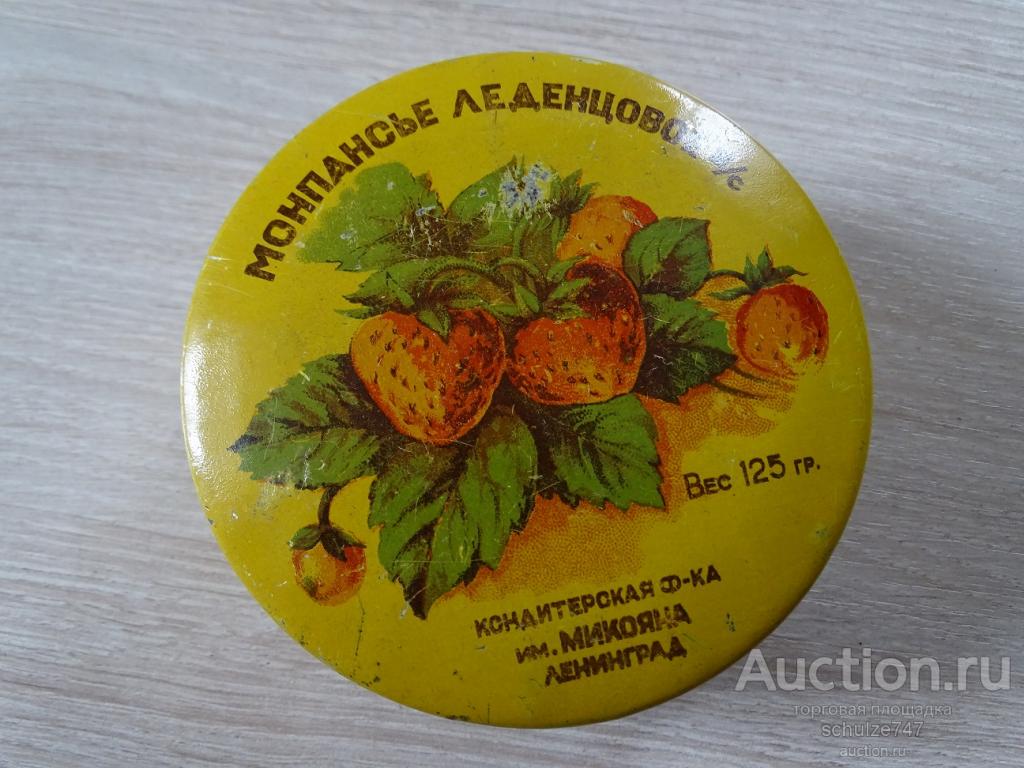 МОНПАНСЬЕ ЛЕДЕНЦОВОЕ
Вес 125 гр.
КОНДИТЕРСКАЯ Ф-КА
им. МИКОЯНА
ЛЕНИНГРАД
Auction.ru
торговая площадка
schulze747
auction.ru